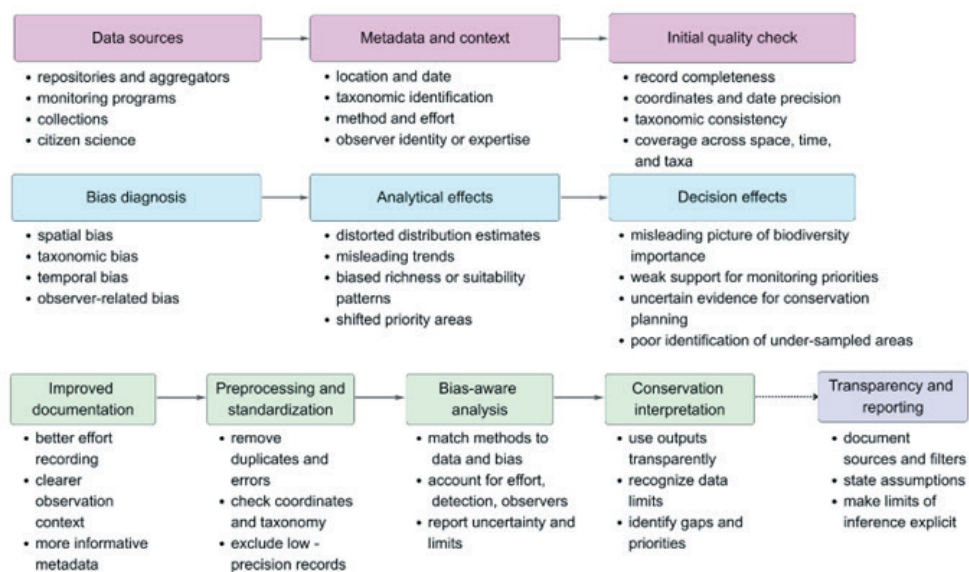 Data sources
Metadata and context
Initial quality check
• repositories and aggregators
• monitoring programs
• collections
• citizen science
• location and date
• taxonomic identification
• method and effort
• observer identity or expertise
• record completeness
• coordinates and date precision
• taxonomic consistency
• coverage across space, time,
and taxa
Bias diagnosis
Analytical effects
Decision effects
• spatial bias
• taxonomic bias
• temporal bias
• observer-related bias
• distorted distribution estimates
• misleading trends
• biased richness or suitability
patterns
• shifted priority areas
• misleading picture of biodiversity
importance
• weak support for monitoring priorities
• uncertain evidence for conservation
planning
• poor identification of under-sampled areas
Improved
documentation
Preprocessing and
standardization
Bias-aware
analysis
Conservation
interpretation
Transparency and
reporting
• better effort
recording
• clearer
observation
context
• more informative
metadata
• remove
duplicates and
errors
• check coordinates
and taxonomy
• exclude low -
precision records
• match methods to
data and bias
• account for effort,
detection, observers
• report uncertainty and
limits
• use outputs
transparently
• recognize data
limits
• identify gaps and
priorities
• document
sources and filters
• state assumptions
• make limits of
inference explicit